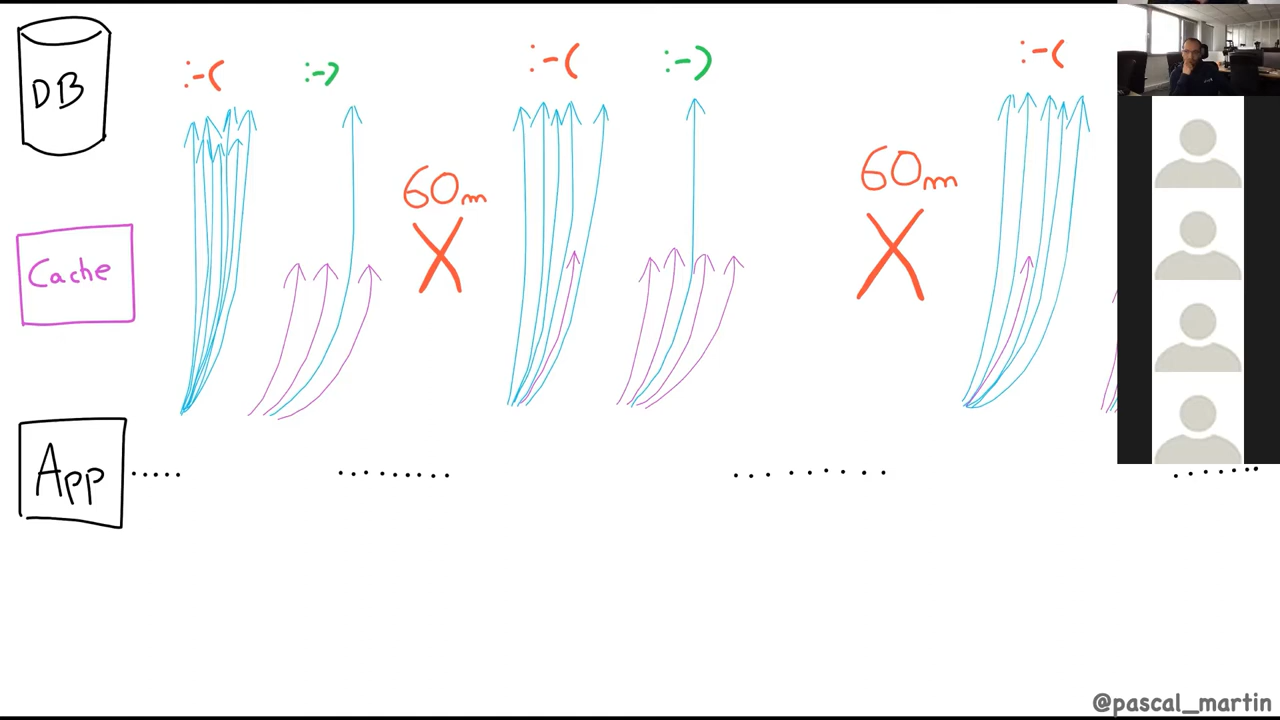 DB
:-(
:-)
:-(
:-)
:-(
60m
60m
Cache
App
@pascal_martin